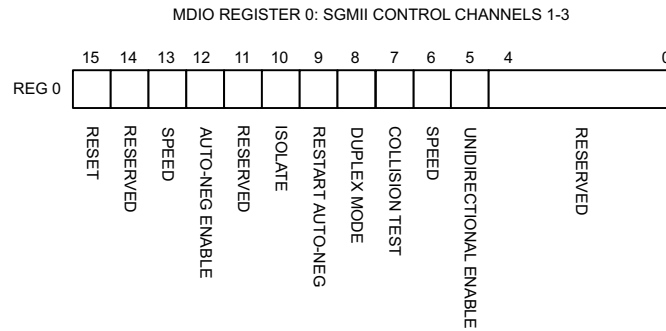 MDIO REGISTER 0: SGMII CONTROL CHANNELS 1-3
15 14 13 12 11 10 9 8 7 6 5 4 0
REG 0
RESET
RESERVED
SPEED
AUTO-NEG ENABLE
RESERVED
ISOLATE
RESTART AUTO-NEG
DUPLEX MODE
COLLISION TEST
SPEED
UNIDIRECTIONAL ENABLE
RESERVED